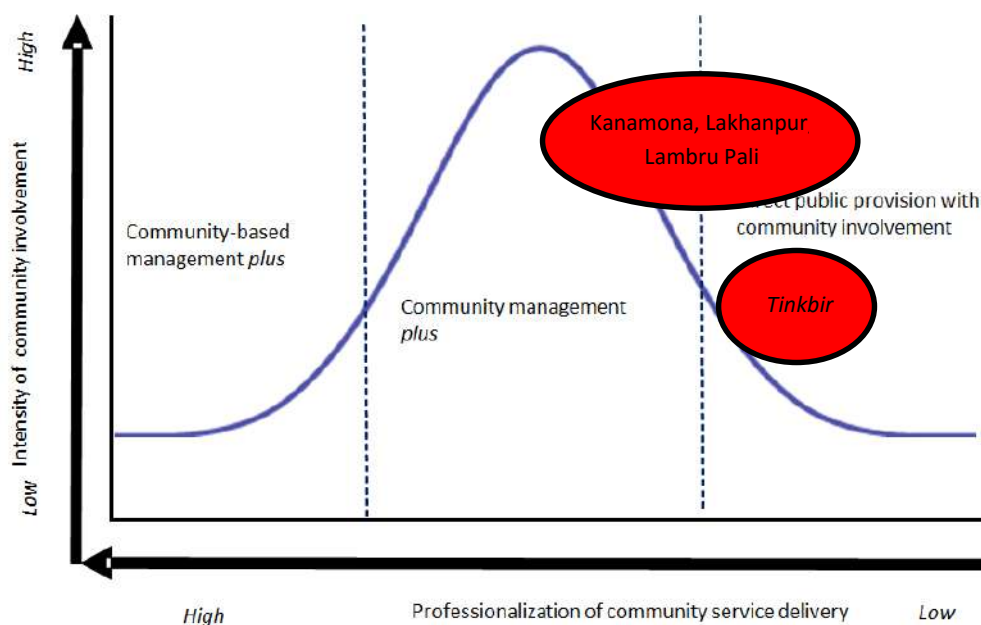 High
Intensity of community involvement
Low
Kanamona, Lakhanpur,
Lambru Pali
public provision with
community involvement
Community-based
management plus
Community management
plus
Tinkbir
High
Professionalization of community service delivery
Low